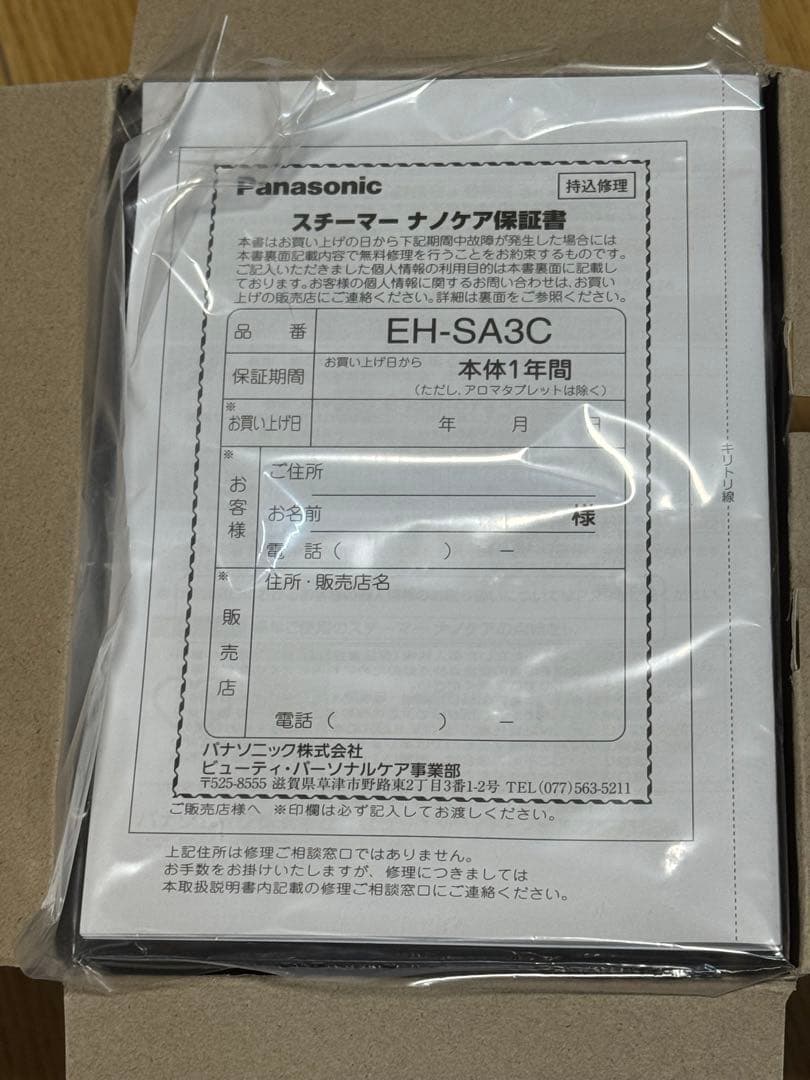 Panasonic
持込修理
スチーマー ナノケア保証書
本書はお買い上げの日から下記期間中故障が発生した場合には
本書裏面記載内容で無料修理を行うことをお約束するものです。
ご記入いただきました個人情報の利用目的は本書裏面に記載し
ております。お客様の個人情報に関するお問い合わせは、お買い
上げの販売店にご連絡ください。詳細は裏面をご参照ください。
品 番 EH-SA3C
保証期間 お買い上げ日から 本体1年間
(ただし、アロマタブレットは除く)
※お買い上げ日 年 月 日
※お客様
ご住所
お名前 様
電 話 ( ) ー
※販売店
住所・販売店名
電話 ( ) ー
パナソニック株式会社
ビューティ・パーソナルケア事業部
〒525-8555 滋賀県草津市野路東2丁目3番1-2号 TEL(077)563-5211
ご販売店様へ ※印欄は必ず記入してお渡しください。
キリトリ線
上記住所は修理ご相談窓口ではありません。
お手数をお掛けいたしますが、修理につきましては
本取扱説明書内記載の修理ご相談窓口にご連絡ください。